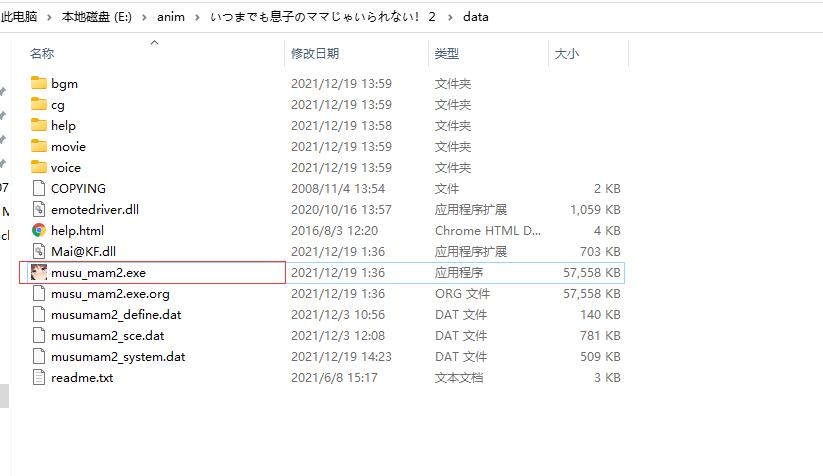 此电脑 > 本地磁盘 (E:) > anim > いつまでも息子のママじゃいられない！2 > data
名称 修改日期 类型 大小
bgm 2021/12/19 13:59 文件夹
cg 2021/12/19 13:59 文件夹
help 2021/12/19 13:58 文件夹
movie 2021/12/19 13:59 文件夹
voice 2021/12/19 13:59 文件夹
COPYING 2008/11/4 13:54 文件 2 KB
emotedriver.dll 2020/10/16 13:57 应用程序扩展 1,059 KB
help.html 2016/8/3 12:20 Chrome HTML D... 4 KB
Mai@KF.dll 2021/12/19 1:36 应用程序扩展 703 KB
musu_mam2.exe 2021/12/19 1:36 应用程序 57,558 KB
musu_mam2.exe.org 2021/12/19 1:36 ORG 文件 57,558 KB
musumam2_define.dat 2021/12/3 10:56 DAT 文件 140 KB
musumam2_sce.dat 2021/12/3 12:08 DAT 文件 781 KB
musumam2_system.dat 2021/12/19 14:23 DAT 文件 509 KB
readme.txt 2021/6/8 15:17 文本文档 3 KB